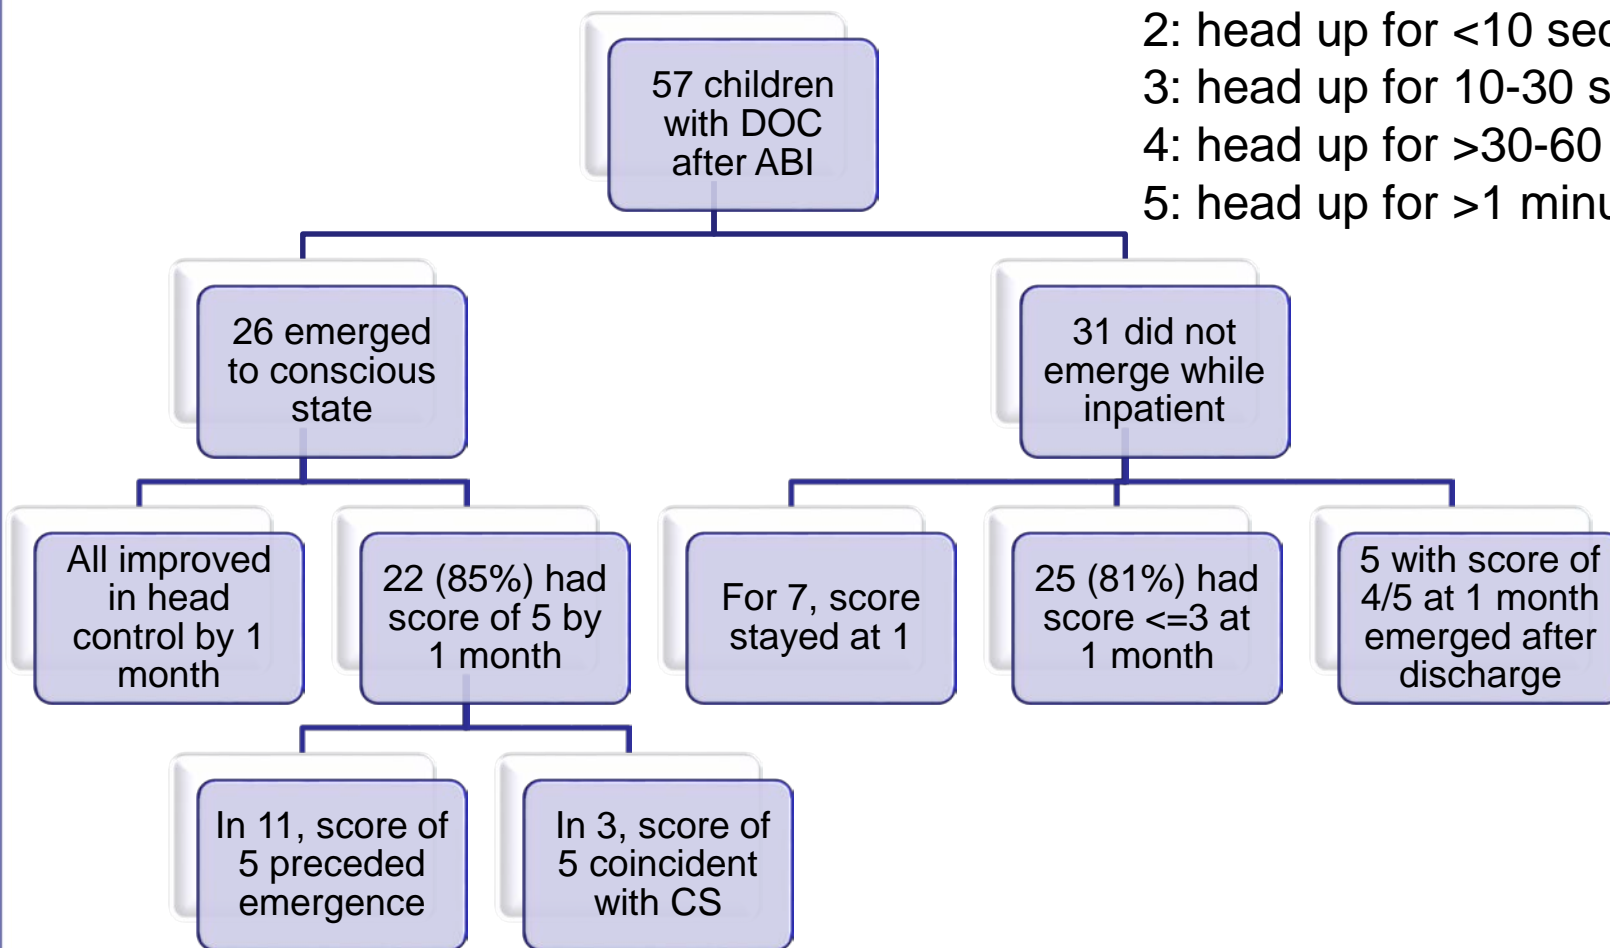 2: head up for <10 sec
3: head up for 10-30 s
4: head up for >30-60
5: head up for >1 minu
57 children
with DOC
after ABI
26 emerged
to conscious
state
31 did not
emerge while
inpatient
All improved
in head
control by 1
month
22 (85%) had
score of 5 by
1 month
For 7, score
stayed at 1
25 (81%) had
score <=3 at
1 month
5 with score of
4/5 at 1 month
emerged after
discharge
In 11, score of
5 preceded
emergence
In 3, score of
5 coincident
with CS